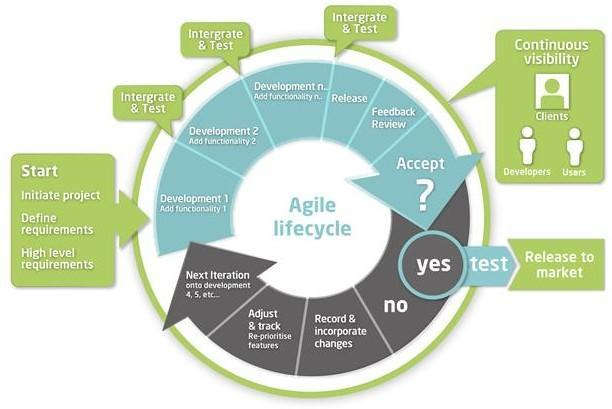 Start
Initiate project
Define
requirements
High level
requirements
Development 1
Add functionality 1
Intergrate
& Test
Development 2
Add functionality 2
Intergrate
& Test
Development n..
Add functionality n..
Intergrate
& Test
Release
Feedback
Review
Continuous
visibility
Clients
Developers
Users
Accept
?
Agile
lifecycle
yes
test
Release to
market
no
Record &
incorporate
changes
Adjust
& track
Re-prioritise
features
Next Iteration
onto development
4, 5, etc...